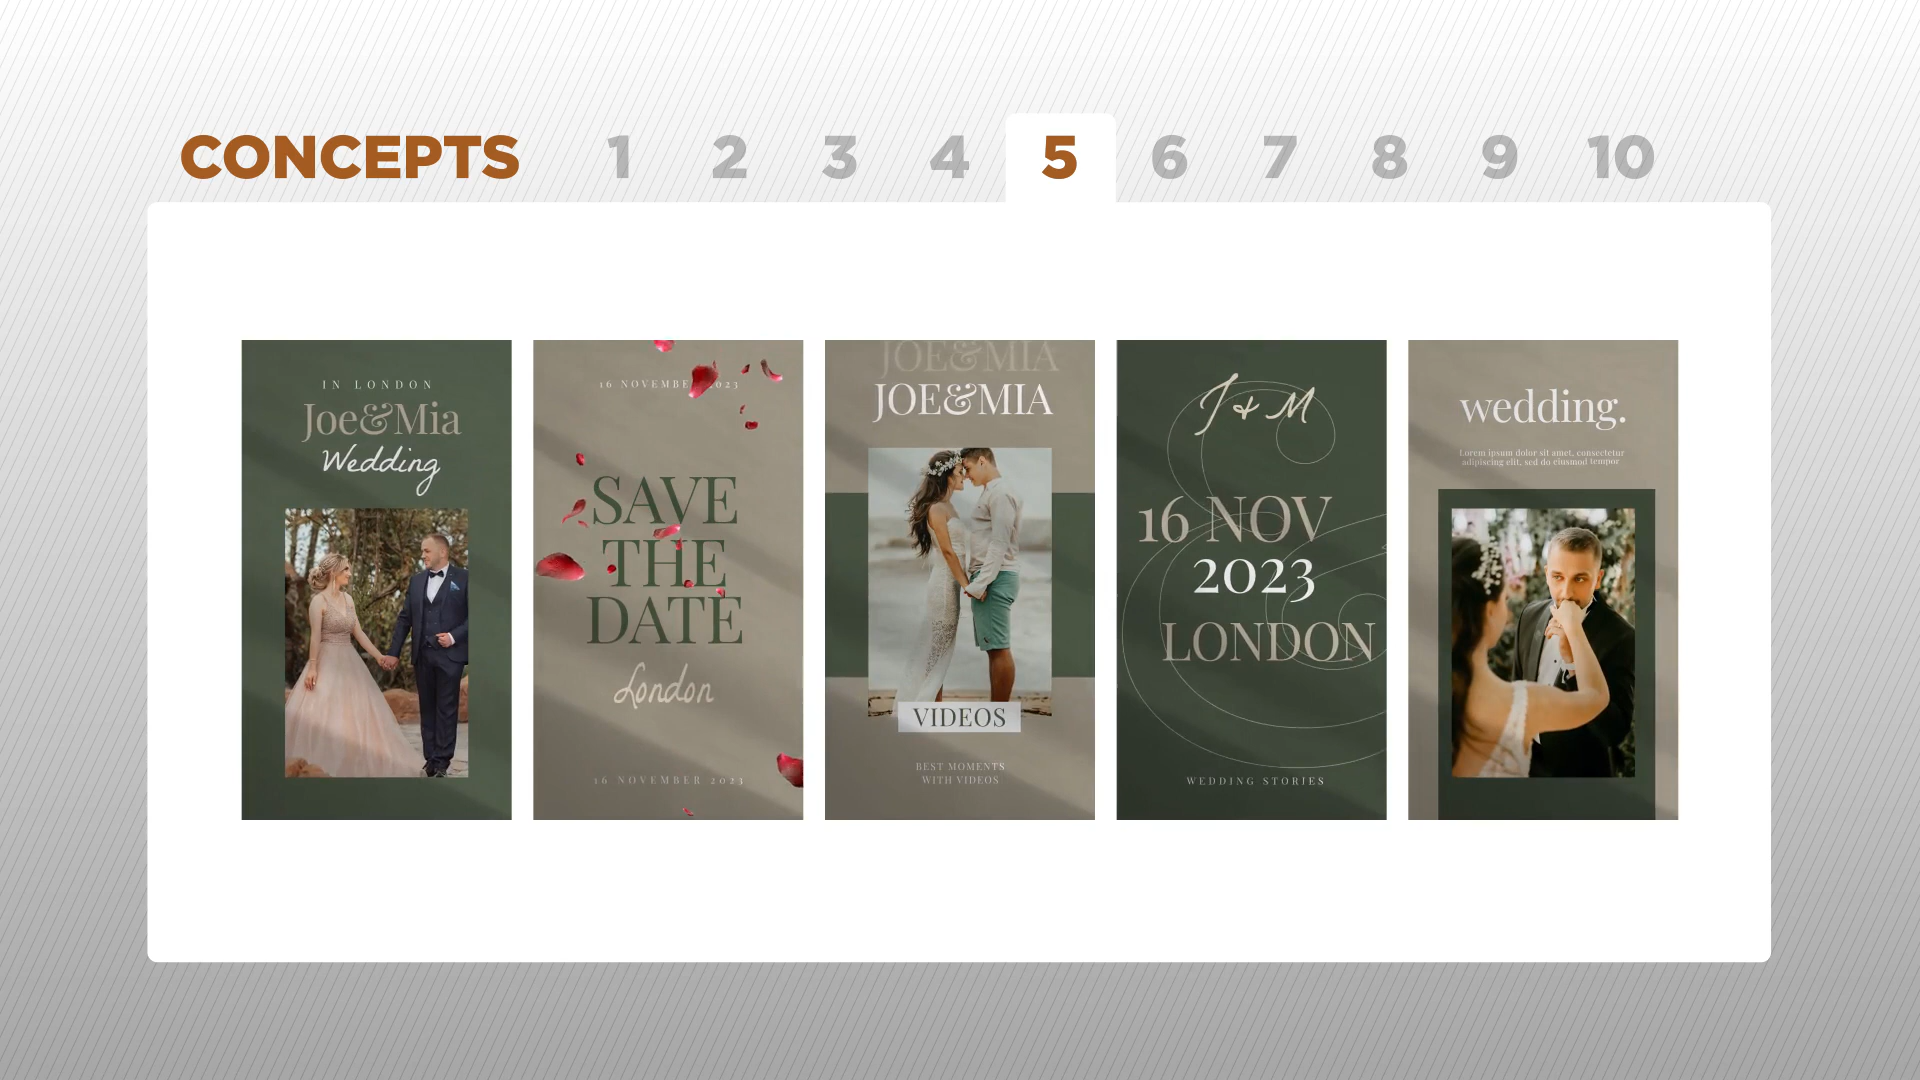 CONCEPTS 1 2 3 4 5 6 7 8 9 10
IN LONDON
Joe&Mia
Wedding
16 NOVEMBER 2023
SAVE
THE
DATE
London
16 NOVEMBER 2023
JOE&MIA
JOE&MIA
VIDEOS
BEST MOMENTS
WITH VIDEOS
J & M
16 NOV
2023
LONDON
WEDDING STORIES
wedding.
Lorem ipsum dolor sit amet, consectetur
adipiscing elit, sed do eiusmod tempor